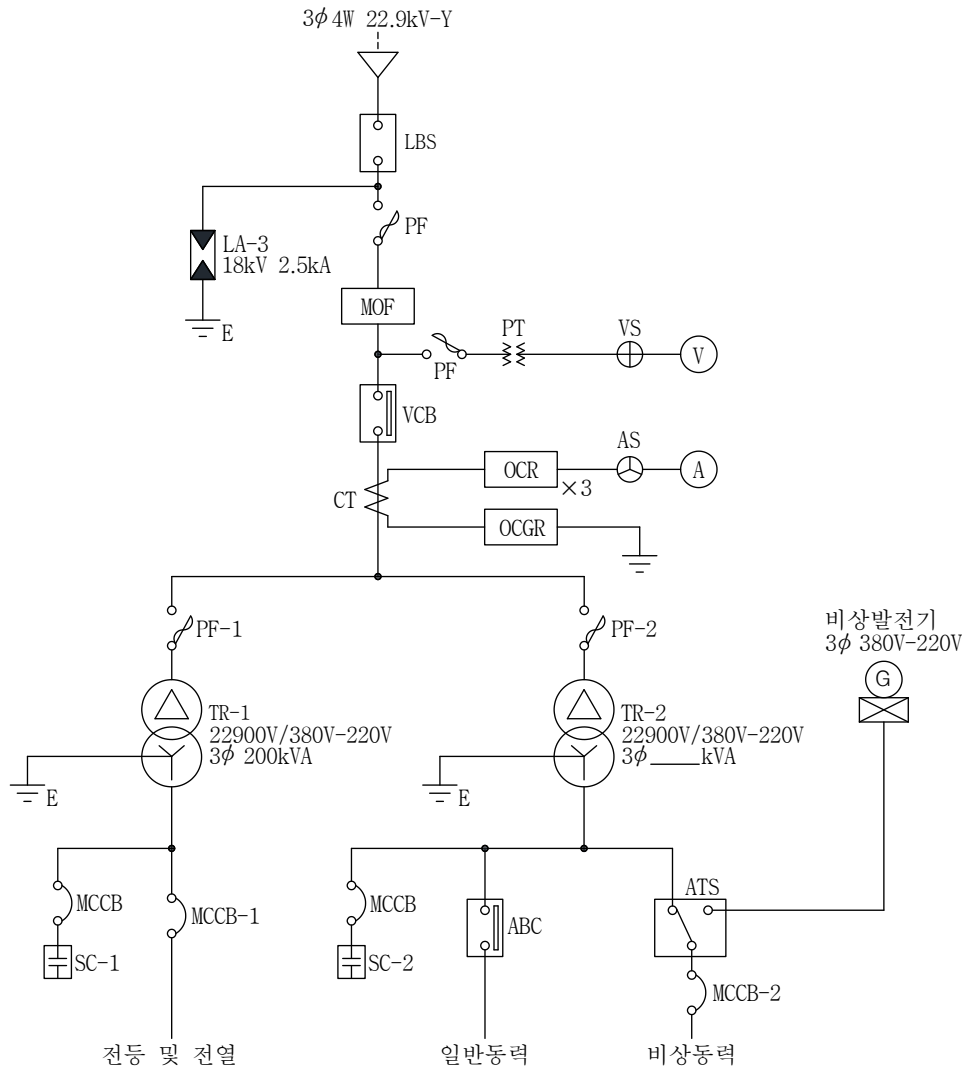 3φ 4W 22.9kV-Y
LBS
PF
LA-3
18kV 2.5kA
E
MOF
PF
PT
VS
V
VCB
CT
OCR
×3
AS
A
OCGR
PF-1
PF-2
비상발전기
3φ 380V-220V
G
TR-1
22900V/380V-220V
3φ 200kVA
E
TR-2
22900V/380V-220V
3φ ____kVA
E
MCCB
MCCB-1
SC-1
MCCB
SC-2
ABC
ATS
MCCB-2
전등 및 전열
일반동력
비상동력